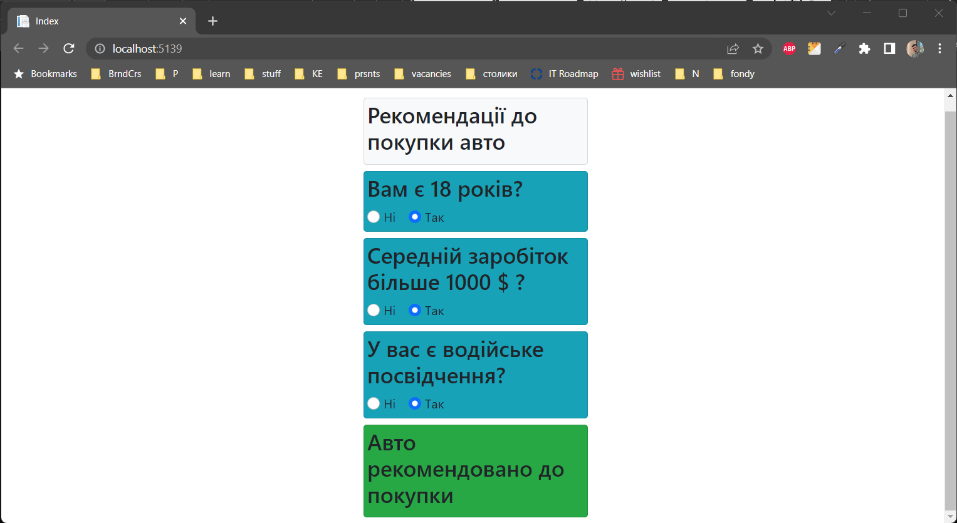 Index
localhost:5139
ABP
Bookmarks BrndCrs P learn stuff KE prsnts vacancies столики IT Roadmap wishlist N fondy
Рекомендації до
покупки авто
Вам є 18 років?
Ні Так
Середній заробіток
більше 1000 $ ?
Ні Так
У вас є водійське
посвідчення?
Ні Так
Авто
рекомендовано до
покупки